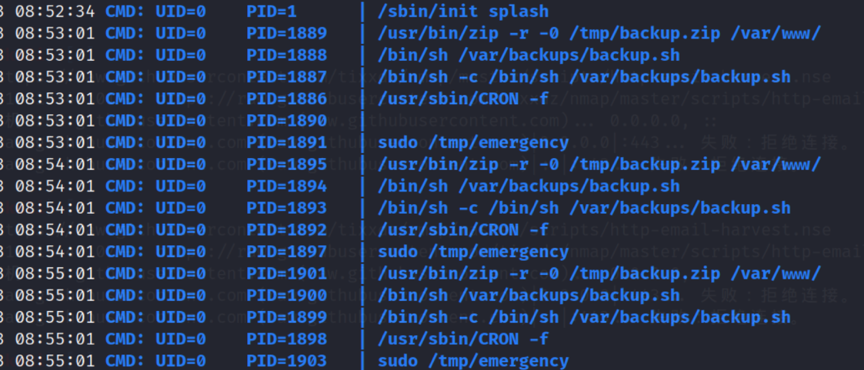 3 08:52:34 CMD: UID=0 PID=1 | /sbin/init splash
3 08:53:01 CMD: UID=0 PID=1889 | /usr/bin/zip -r -0 /tmp/backup.zip /var/www/
3 08:53:01 CMD: UID=0 PID=1888 | /bin/sh /var/backups/backup.sh
3 08:53:01 CMD: UID=0 PID=1887 | /bin/sh -c /bin/sh /var/backups/backup.sh
3 08:53:01 CMD: UID=0 PID=1886 | /usr/sbin/CRON -f
3 08:53:01 CMD: UID=0 PID=1890 |
3 08:53:01 CMD: UID=0 PID=1891 | sudo /tmp/emergency
3 08:54:01 CMD: UID=0 PID=1895 | /usr/bin/zip -r -0 /tmp/backup.zip /var/www/
3 08:54:01 CMD: UID=0 PID=1894 | /bin/sh /var/backups/backup.sh
3 08:54:01 CMD: UID=0 PID=1893 | /bin/sh -c /bin/sh /var/backups/backup.sh
3 08:54:01 CMD: UID=0 PID=1892 | /usr/sbin/CRON -f
3 08:54:01 CMD: UID=0 PID=1897 | sudo /tmp/emergency
3 08:55:01 CMD: UID=0 PID=1901 | /usr/bin/zip -r -0 /tmp/backup.zip /var/www/
3 08:55:01 CMD: UID=0 PID=1900 | /bin/sh /var/backups/backup.sh
3 08:55:01 CMD: UID=0 PID=1899 | /bin/sh -c /bin/sh /var/backups/backup.sh
3 08:55:01 CMD: UID=0 PID=1898 | /usr/sbin/CRON -f
3 08:55:01 CMD: UID=0 PID=1903 | sudo /tmp/emergency